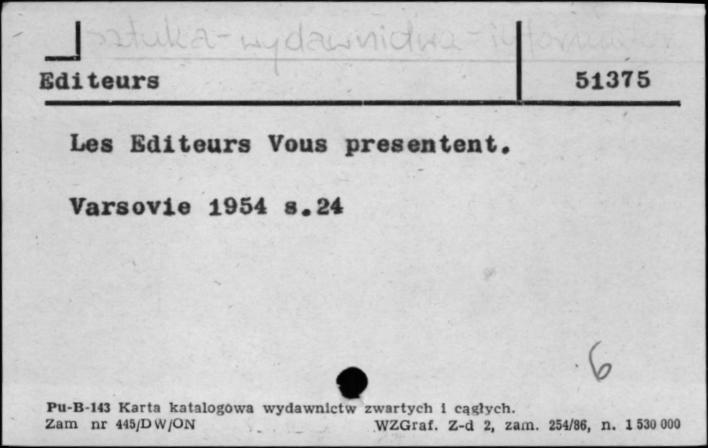 sztuka - wydawnictwa - informator
Editeurs 51375
Les Editeurs Vous presentent.
Varsovie 1954 s.24
6
Pu-B-143 Karta katalogowa wydawnictw zwartych i cągłych.
Zam nr 445/DW/ON WZGraf. Z-d 2, zam. 254/86, n. 1 530 000